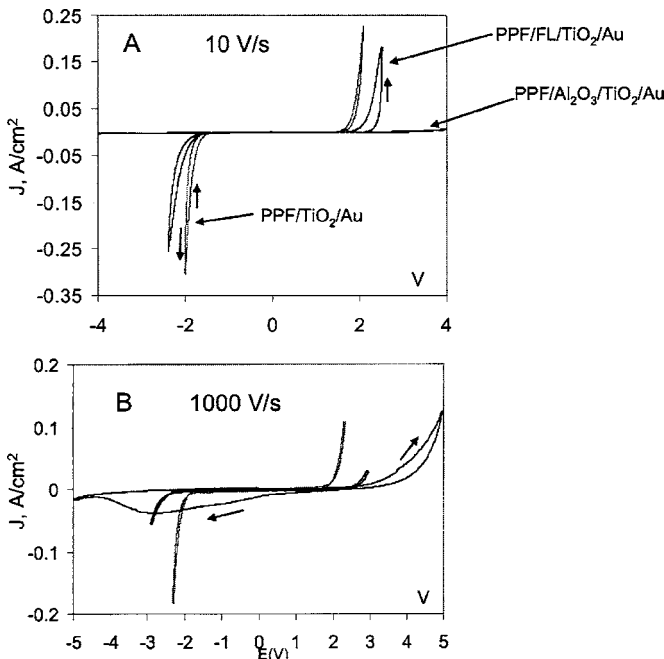 A
10 V/s
PPF/FL/TiO2/Au
PPF/Al2O3/TiO2/Au
PPF/TiO2/Au
J, A/cm2
0.25
0.15
0.05
-0.05
-0.15
-0.25
-0.35
V
-4
-2
0
2
4
B
1000 V/s
J, A/cm2
0.2
0.1
0
-0.1
-0.2
V
-5
-4
-3
-2
-1
0
1
2
3
4
5
E(V)